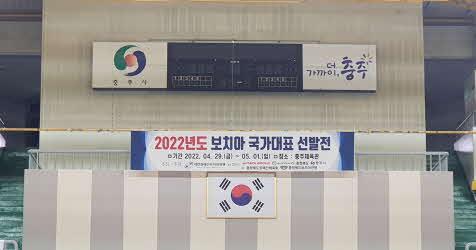 충주시
더
가까이, 충주
2022년도 보치아 국가대표 선발전
기간 2022. 04. 29.(금) ~ 05. 01.(일) 장소 : 충주체육관